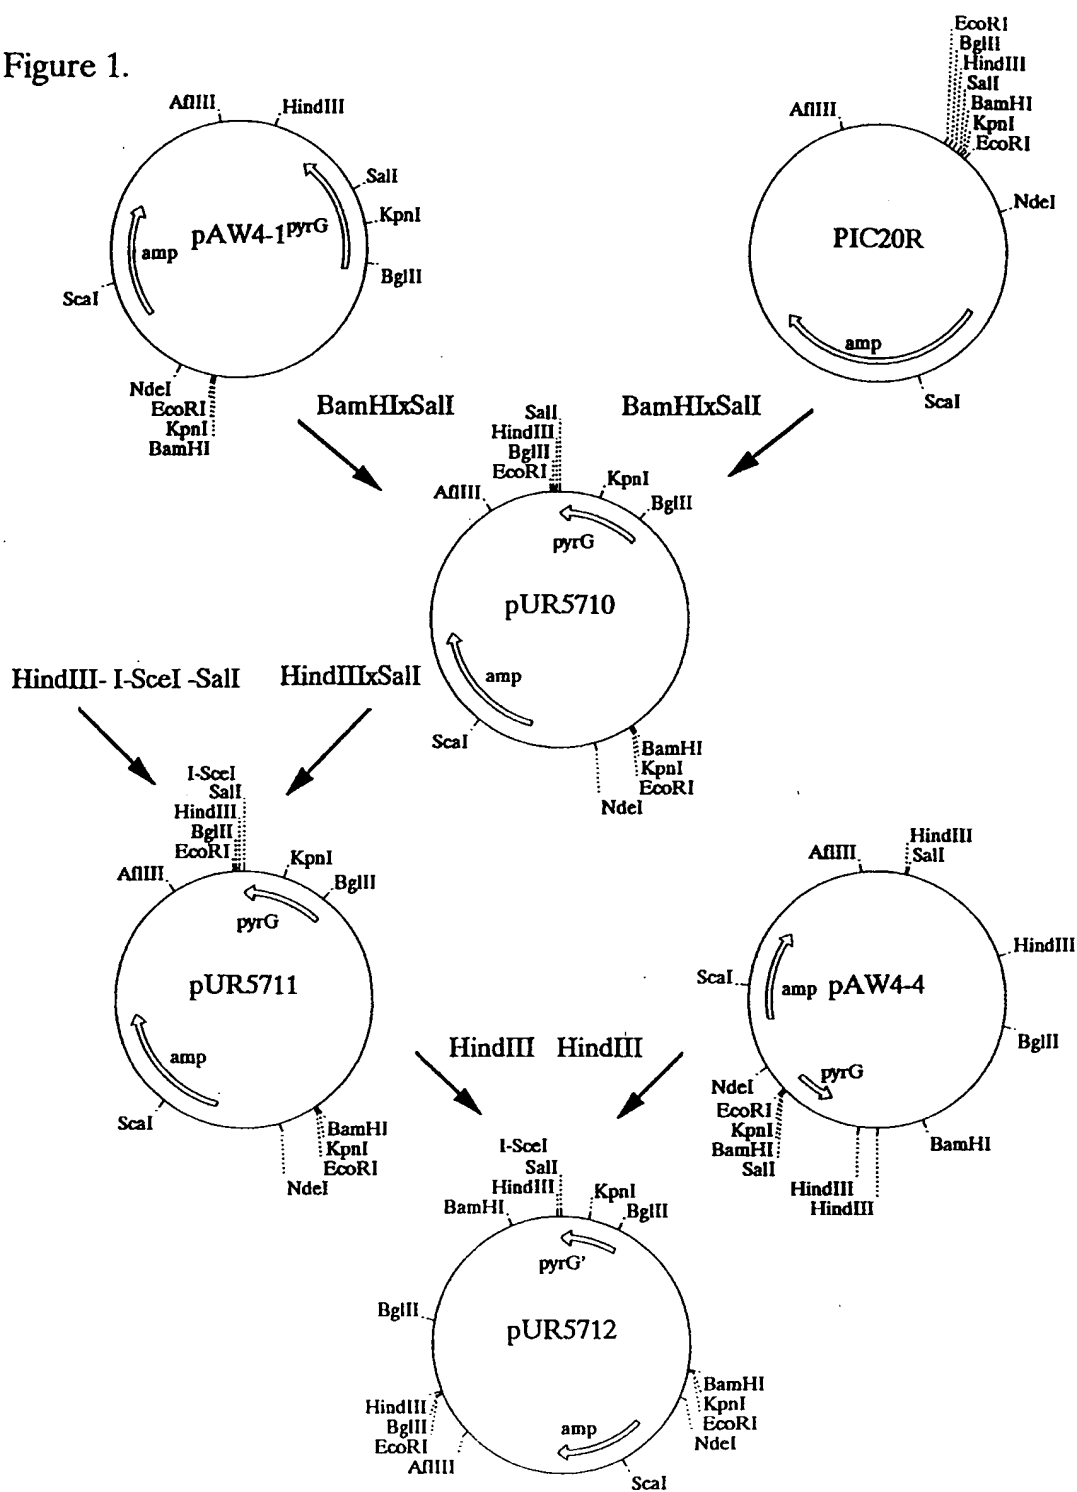 Figure 1.
AflIII
HindIII
SalI
KpnI
BglII
pAW4-1
pyrG
amp
ScaI
NdeI
EcoRI
KpnI
BamHI
EcoRI
BglII
HindIII
SalI
BamHI
KpnI
EcoRI
AflIII
NdeI
PIC20R
amp
ScaI
BamHIxSalI
BamHIxSalI
SalI
HindIII
BglII
EcoRI
AflIII
KpnI
BglII
pyrG
pUR5710
amp
ScaI
BamHI
KpnI
EcoRI
NdeI
HindIII- I-SceI -SalI
HindIIIxSalI
I-SceI
SalI
HindIII
BglII
EcoRI
AflIII
KpnI
BglII
pyrG
pUR5711
amp
ScaI
BamHI
KpnI
EcoRI
NdeI
HindIII
SalI
AflIII
HindIII
ScaI
amp
pAW4-4
BglII
pyrG
NdeI
EcoRI
KpnI
BamHI
SalI
BamHI
HindIII
HindIII
HindIII
HindIII
I-SceI
SalI
HindIII
BamHI
KpnI
BglII
pyrG'
BglII
pUR5712
HindIII
BglII
EcoRI
AflIII
amp
BamHI
KpnI
EcoRI
NdeI
ScaI